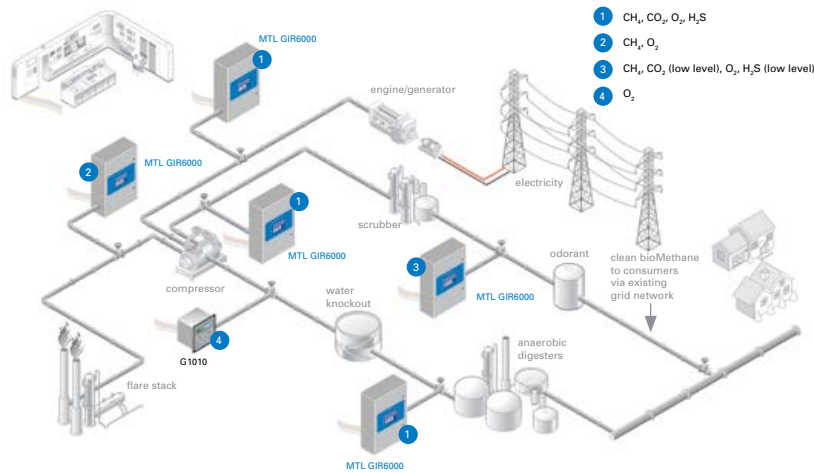 1 CH₄, CO₂, O₂, H₂S
2 CH₄, O₂
3 CH₄, CO₂ (low level), O₂, H₂S (low level)
4 O₂
MTL GIR6000
1
engine/generator
electricity
2
MTL GIR6000
1
MTL GIR6000
scrubber
3
MTL GIR6000
odorant
clean bioMethane
to consumers
via existing
grid network
compressor
water
knockout
4
G1010
anaerobic
digesters
flare stack
1
MTL GIR6000